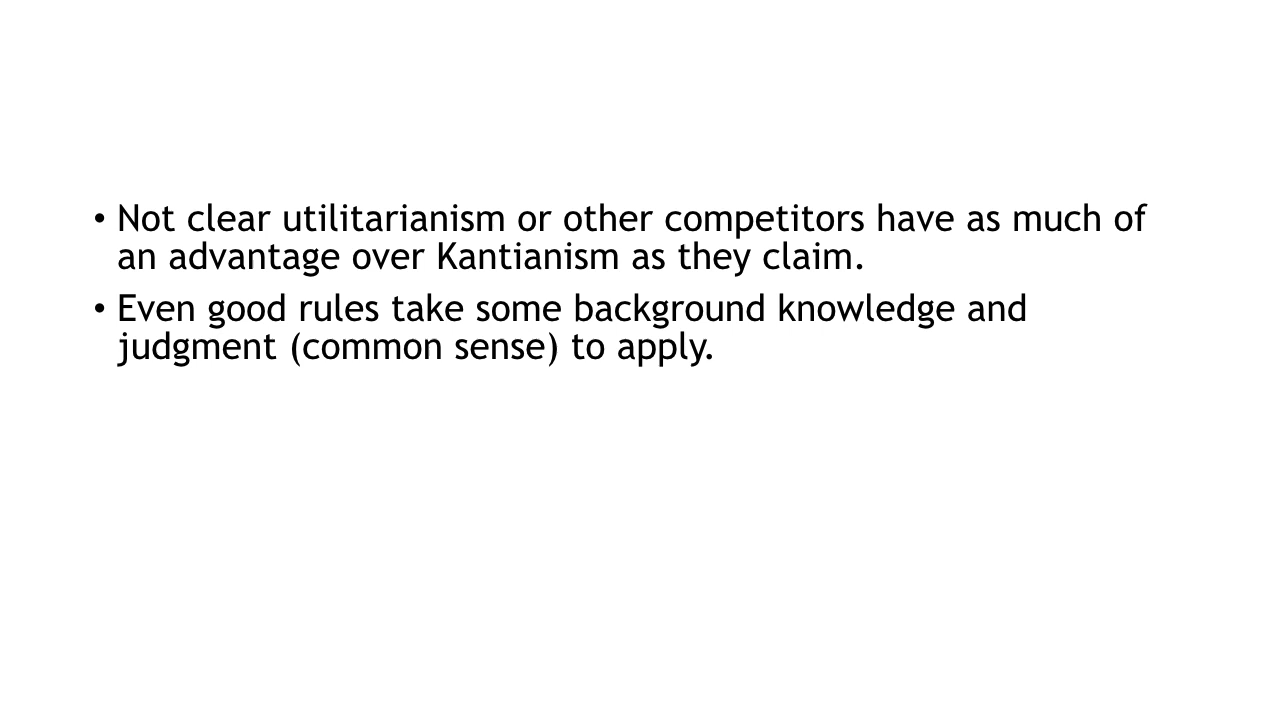 • Not clear utilitarianism or other competitors have as much of
an advantage over Kantianism as they claim.
• Even good rules take some background knowledge and
judgment (common sense) to apply.